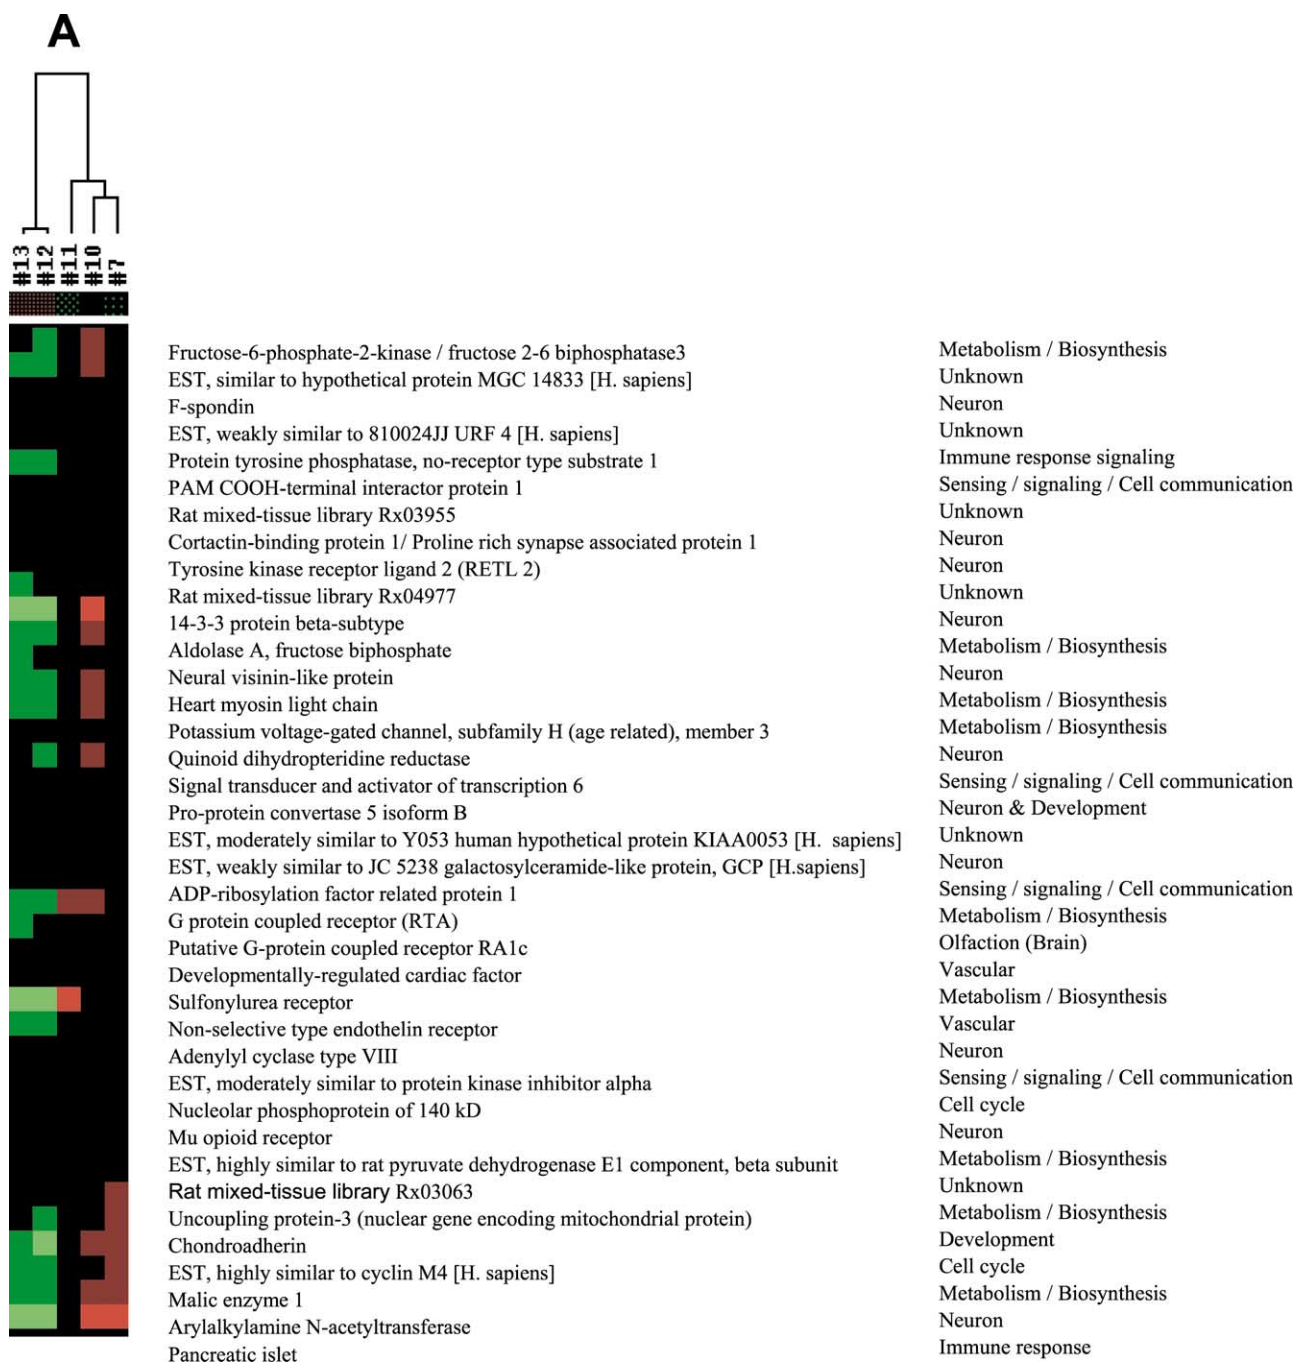 A
#13 #12 #11 #10 #7
Fructose-6-phosphate-2-kinase / fructose 2-6 biphosphatase3 Metabolism / Biosynthesis
EST, similar to hypothetical protein MGC 14833 [H. sapiens] Unknown
F-spondin Neuron
EST, weakly similar to 810024JJ URF 4 [H. sapiens] Unknown
Protein tyrosine phosphatase, no-receptor type substrate 1 Immune response signaling
PAM COOH-terminal interactor protein 1 Sensing / signaling / Cell communication
Rat mixed-tissue library Rx03955 Unknown
Cortactin-binding protein 1/ Proline rich synapse associated protein 1 Neuron
Tyrosine kinase receptor ligand 2 (RETL 2) Neuron
Rat mixed-tissue library Rx04977 Unknown
14-3-3 protein beta-subtype Neuron
Aldolase A, fructose biphosphate Metabolism / Biosynthesis
Neural visinin-like protein Neuron
Heart myosin light chain Metabolism / Biosynthesis
Potassium voltage-gated channel, subfamily H (age related), member 3 Metabolism / Biosynthesis
Quinoid dihydropteridine reductase Neuron
Signal transducer and activator of transcription 6 Sensing / signaling / Cell communication
Pro-protein convertase 5 isoform B Neuron & Development
EST, moderately similar to Y053 human hypothetical protein KIAA0053 [H. sapiens] Unknown
EST, weakly similar to JC 5238 galactosylceramide-like protein, GCP [H.sapiens] Neuron
ADP-ribosylation factor related protein 1 Sensing / signaling / Cell communication
G protein coupled receptor (RTA) Metabolism / Biosynthesis
Putative G-protein coupled receptor RA1c Olfaction (Brain)
Developmentally-regulated cardiac factor Vascular
Sulfonylurea receptor Metabolism / Biosynthesis
Non-selective type endothelin receptor Vascular
Adenylyl cyclase type VIII Neuron
EST, moderately similar to protein kinase inhibitor alpha Sensing / signaling / Cell communication
Nucleolar phosphoprotein of 140 kD Cell cycle
Mu opioid receptor Neuron
EST, highly similar to rat pyruvate dehydrogenase E1 component, beta subunit Metabolism / Biosynthesis
Rat mixed-tissue library Rx03063 Unknown
Uncoupling protein-3 (nuclear gene encoding mitochondrial protein) Metabolism / Biosynthesis
Chondroadherin Development
EST, highly similar to cyclin M4 [H. sapiens] Cell cycle
Malic enzyme 1 Metabolism / Biosynthesis
Arylalkylamine N-acetyltransferase Neuron
Pancreatic islet Immune response